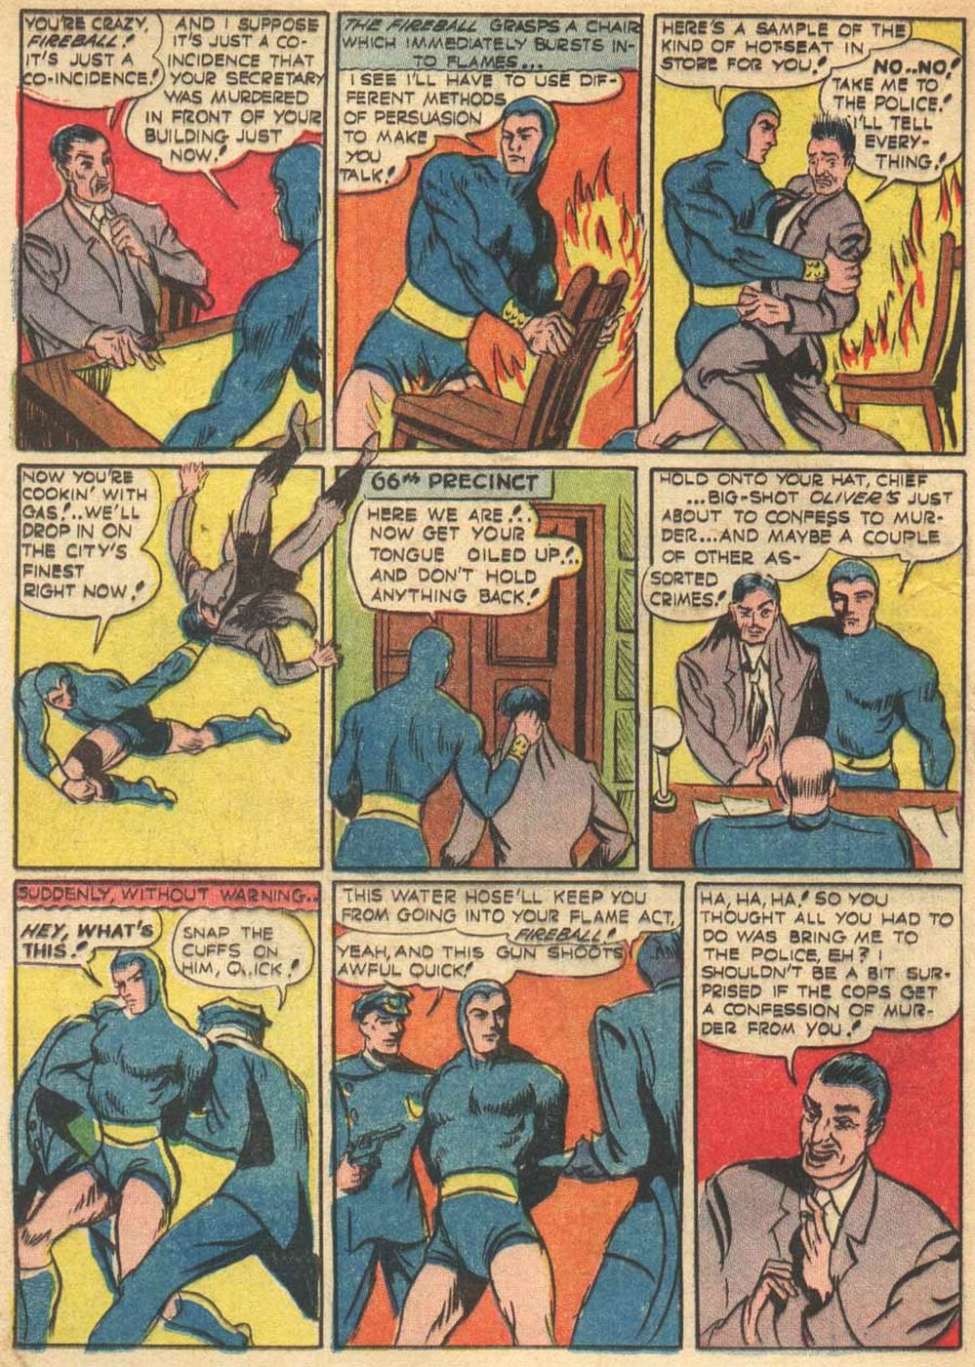 YOU'RE CRAZY,
FIREBALL!
IT'S JUST A
CO-INCIDENCE!
AND I SUPPOSE
IT'S JUST A CO-
INCIDENCE THAT
YOUR SECRETARY
WAS MURDERED
IN FRONT OF YOUR
BUILDING JUST
NOW!
THE FIREBALL GRASPS A CHAIR
WHICH IMMEDIATELY BURSTS IN-
TO FLAMES...
I SEE I'LL HAVE TO USE DIF-
FERENT METHODS
OF PERSUASION
TO MAKE
YOU
TALK!
HERE'S A SAMPLE OF THE
KIND OF HOT-SEAT IN
STORE FOR YOU!
NO..NO!
TAKE ME TO
THE POLICE!
I'LL TELL
EVERY-
THING!
NOW YOU'RE
COOKIN' WITH
GAS!..WE'LL
DROP IN ON
THE CITY'S
FINEST
RIGHT NOW!
66TH PRECINCT
HERE WE ARE!..
NOW GET YOUR
TONGUE OILED UP!..
AND DON'T HOLD
ANYTHING BACK!
HOLD ONTO YOUR HAT, CHIEF
...BIG-SHOT OLIVER'S JUST
ABOUT TO CONFESS TO MUR-
DER...AND MAYBE A COUPLE
OF OTHER AS-
SORTED
CRIMES!
SUDDENLY, WITHOUT WARNING..
HEY, WHAT'S
THIS!
SNAP THE
CUFFS ON
HIM, QUICK!
THIS WATER HOSE'LL KEEP YOU
FROM GOING INTO YOUR FLAME ACT,
FIREBALL!
YEAH, AND THIS GUN SHOOTS
AWFUL QUICK!
HA, HA, HA! SO YOU
THOUGHT ALL YOU HAD TO
DO WAS BRING ME TO
THE POLICE, EH? I
SHOULDN'T BE A BIT SUR-
PRISED IF THE COPS GET
A CONFESSION OF MUR-
DER FROM YOU!